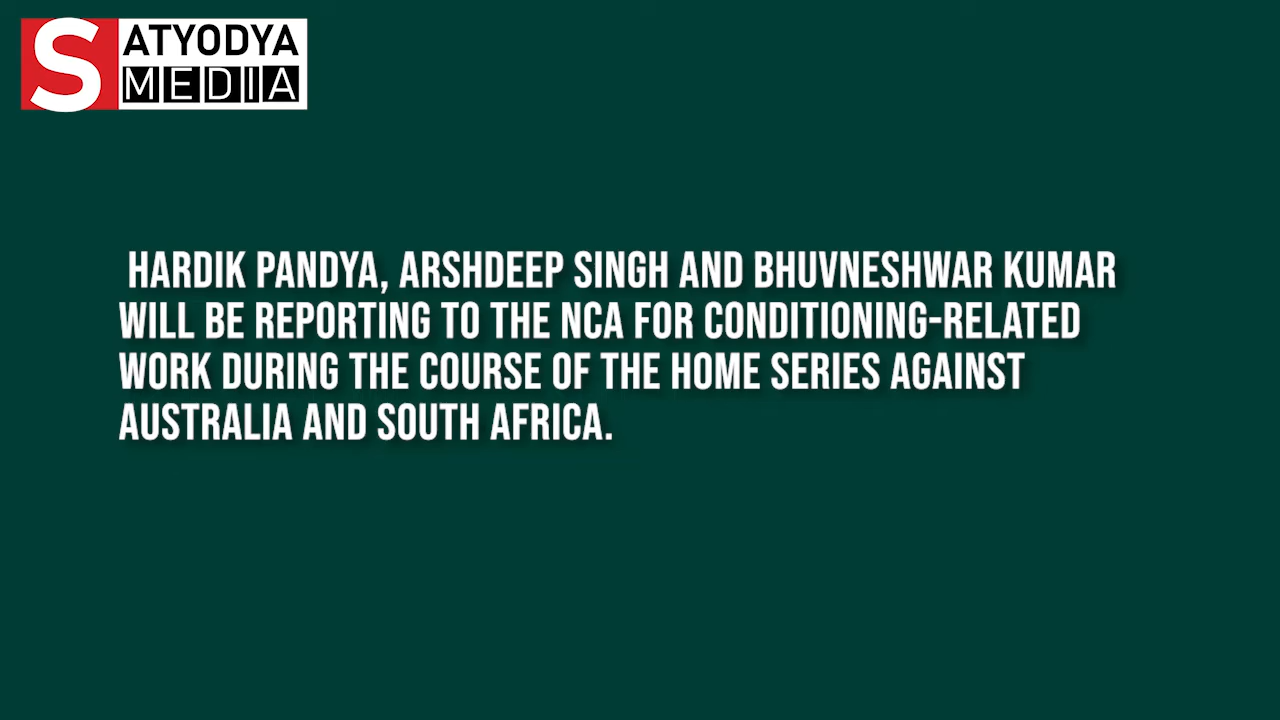 SATYODYA
MEDIA
HARDIK PANDYA, ARSHDEEP SINGH AND BHUVNESHWAR KUMAR
WILL BE REPORTING TO THE NCA FOR CONDITIONING-RELATED
WORK DURING THE COURSE OF THE HOME SERIES AGAINST
AUSTRALIA AND SOUTH AFRICA.